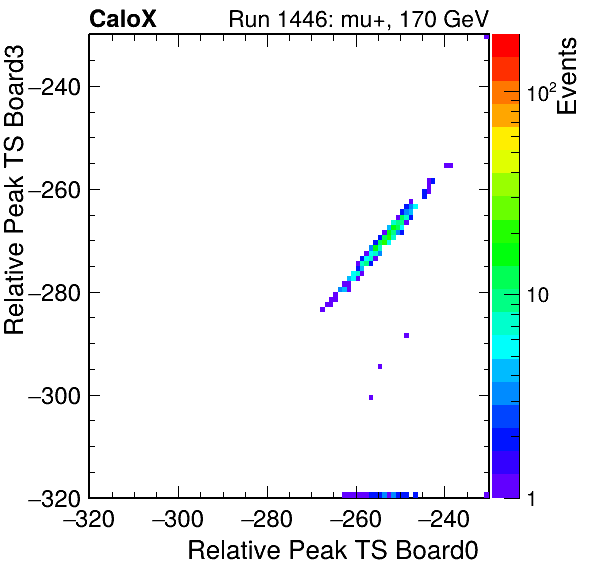 CaloX Run 1446: mu+, 170 GeV
Relative Peak TS Board3
−240
−260
−280
−300
−320
−320 −300 −280 −260 −240
Relative Peak TS Board0
Events
10²
10
1